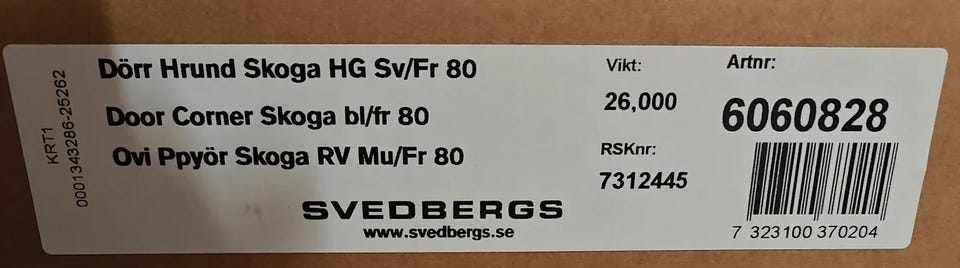 KRT1
0001343286-25262
Dörr Hrund Skoga HG Sv/Fr 80
Door Corner Skoga bl/fr 80
Ovi Ppyör Skoga RV Mu/Fr 80
SVEDBERGS
www.svedbergs.se
Vikt:
26,000
RSKnr:
7312445
Artnr:
6060828
7 323100 370204